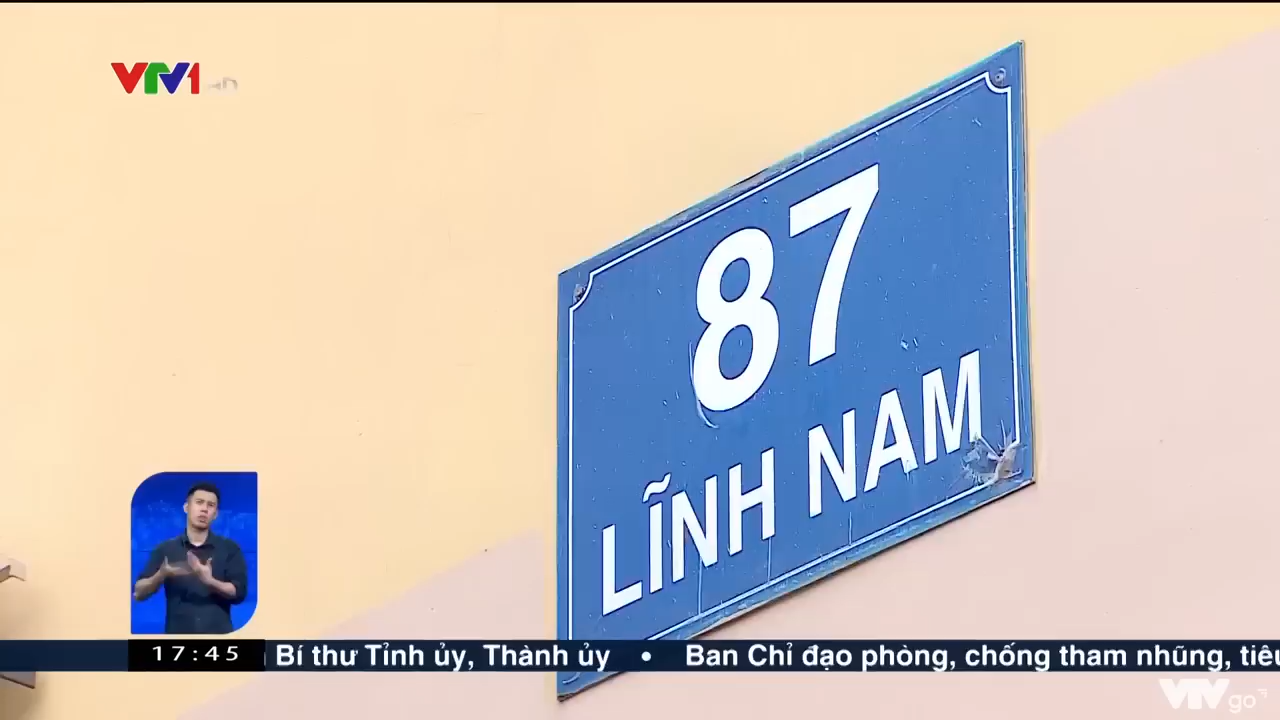 VTV1
87
LĨNH NAM
17:45
Bí thư Tỉnh ủy, Thành ủy • Ban Chỉ đạo phòng, chống tham nhũng, tiêu
VTVgo